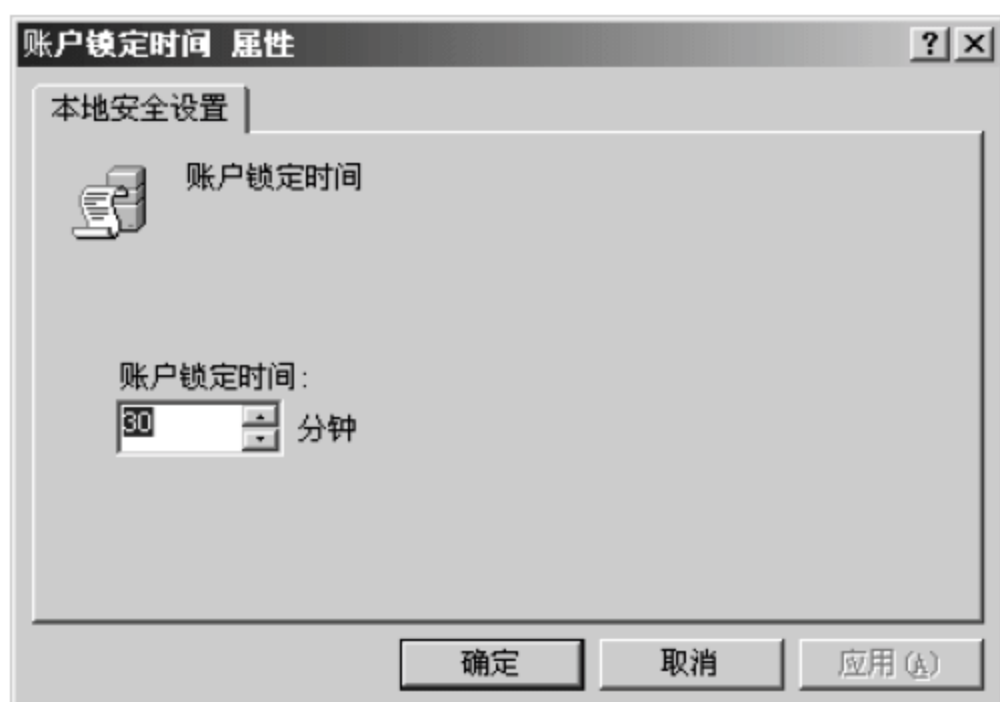 账户锁定时间 属性
本地安全设置
账户锁定时间
账户锁定时间:
30 分钟
确定 取消 应用(A)